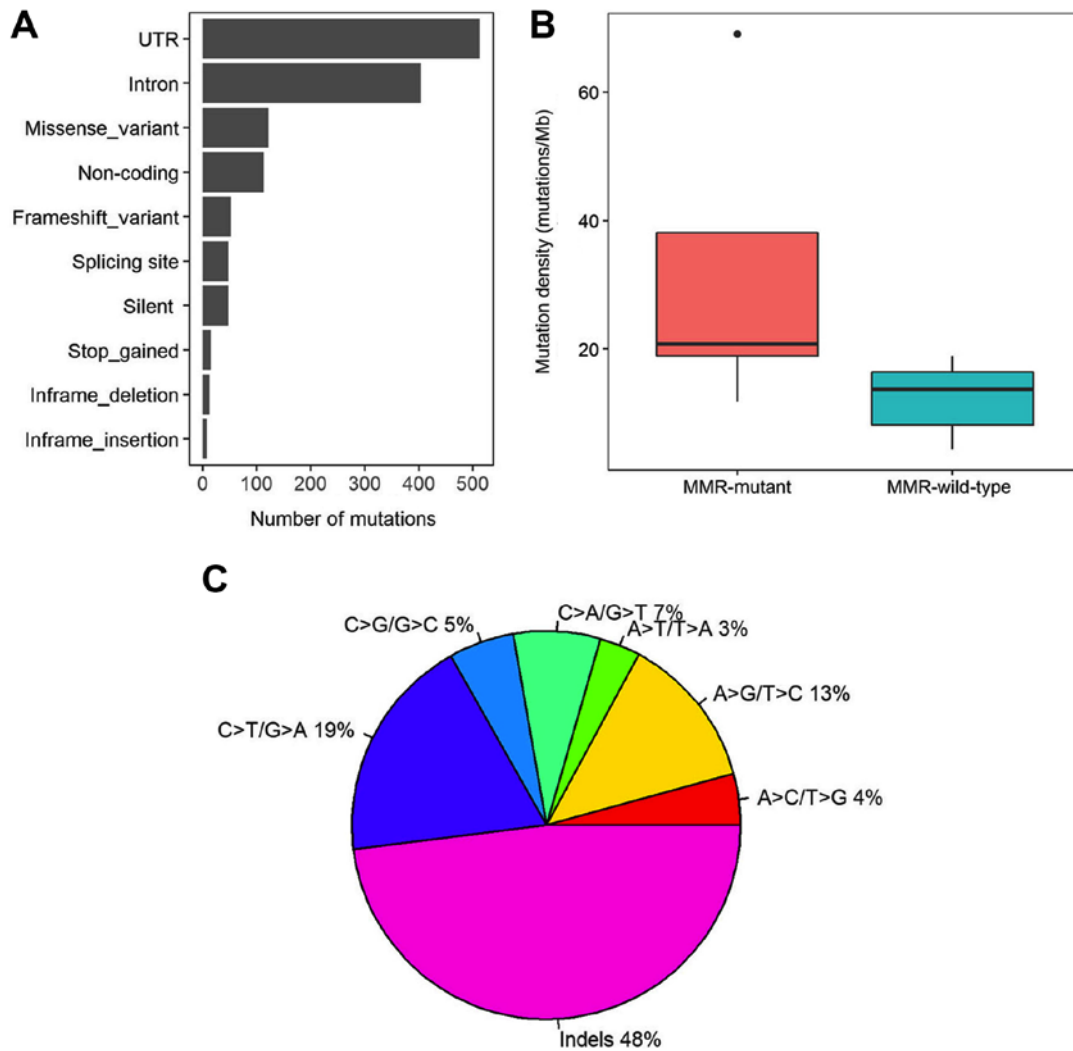 A
UTR
Intron
Missense_variant
Non-coding
Frameshift_variant
Splicing site
Silent
Stop_gained
Inframe_deletion
Inframe_insertion
0 100 200 300 400 500
Number of mutations
B
Mutation density (mutations/Mb)
60
40
20
MMR-mutant MMR-wild-type
C
C>A/G>T 7%
C>G/G>C 5%
A>T/T>A 3%
A>G/T>C 13%
C>T/G>A 19%
A>C/T>G 4%
Indels 48%